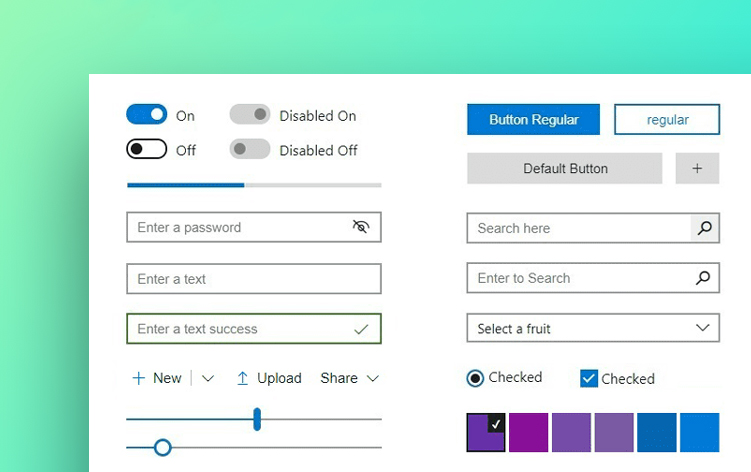 On
Disabled On
Off
Disabled Off
Enter a password
Enter a text
Enter a text success
New
Upload
Share
Button Regular
regular
Default Button
Search here
Enter to Search
Select a fruit
Checked
Checked